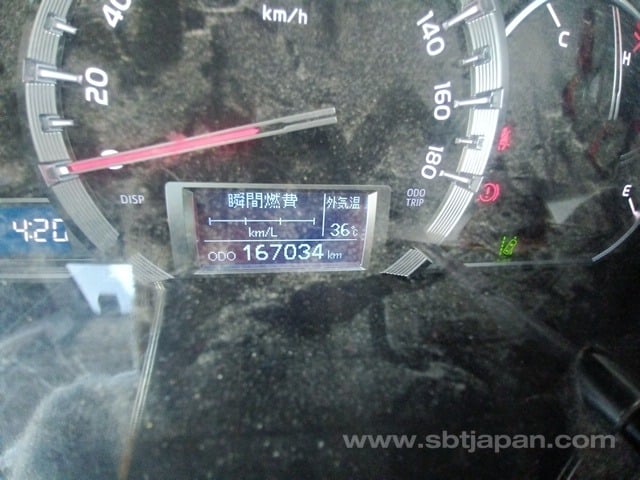 km/h
40
20
0
140
160
180
C
H
E
DISP
ODO
TRIP
4:20
瞬間燃費
外気温
km/L
36℃
ODO 167034 km
www.sbtjapan.com